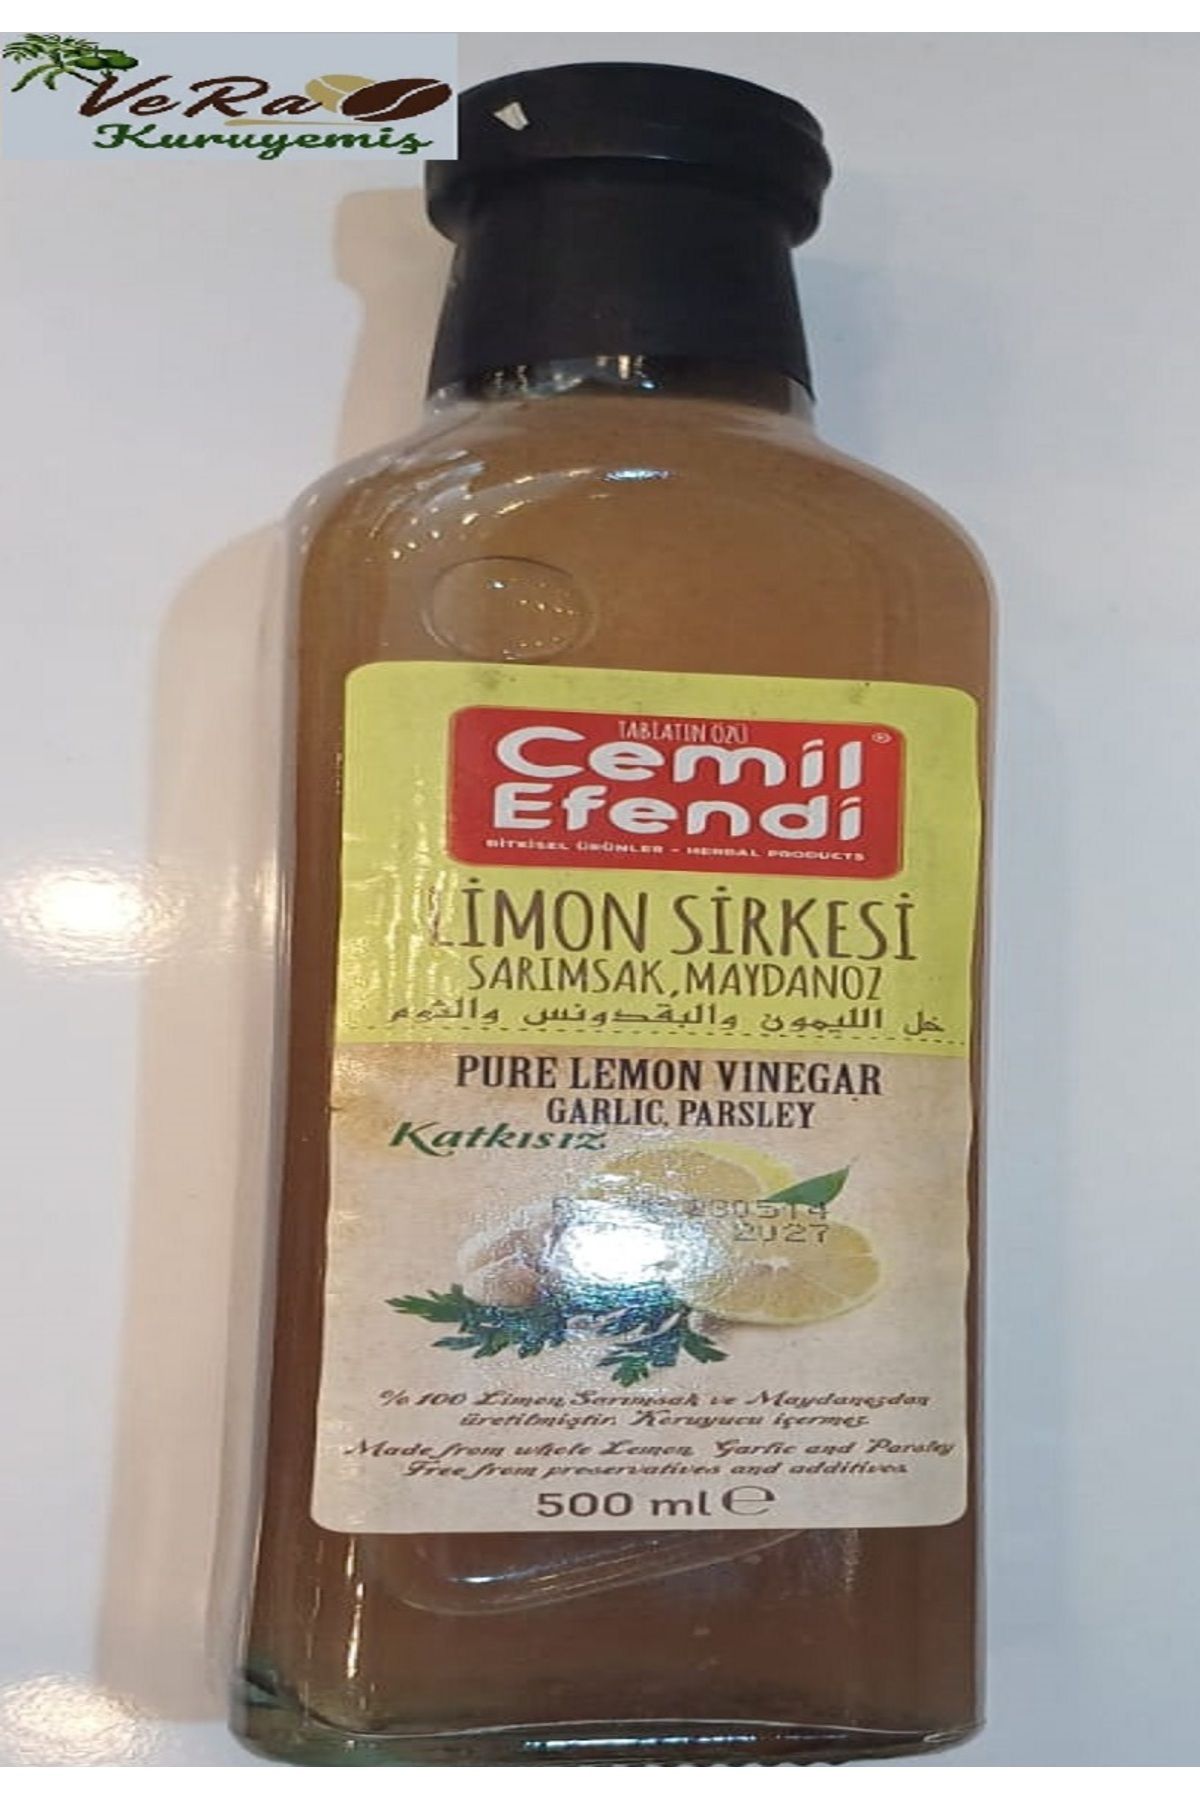 VeRa
Kuruyemiş
TABİATIN ÖZÜ
Cemil®
Efendi
BİTKİSEL ÜRÜNLER - HERBAL PRODUCTS
LİMON SİRKESİ
SARIMSAK, MAYDANOZ
خل الليمون والبقدونس والثوم
PURE LEMON VINEGAR
GARLIC, PARSLEY
Katkısız
230514
2027
% 100 Limon, Sarımsak ve Maydanozdan
üretilmiştir. Koruyucu içermez.
Made from whole Lemon, Garlic and Parsley
Free from preservatives and additives
500 ml ℮